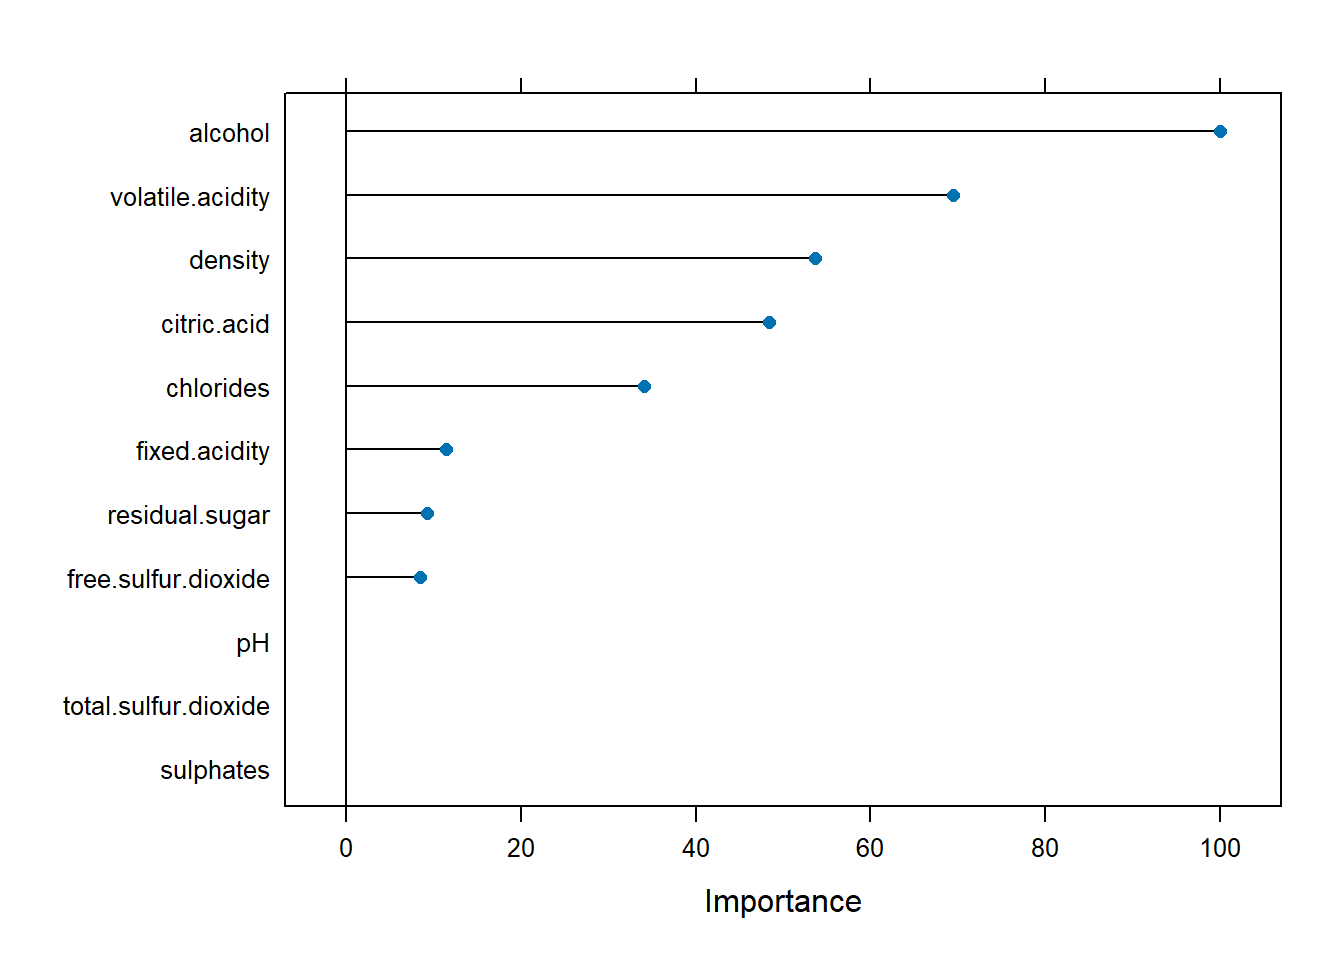 alcohol
volatile.acidity
density
citric.acid
chlorides
fixed.acidity
residual.sugar
free.sulfur.dioxide
pH
total.sulfur.dioxide
sulphates
0 20 40 60 80 100
Importance